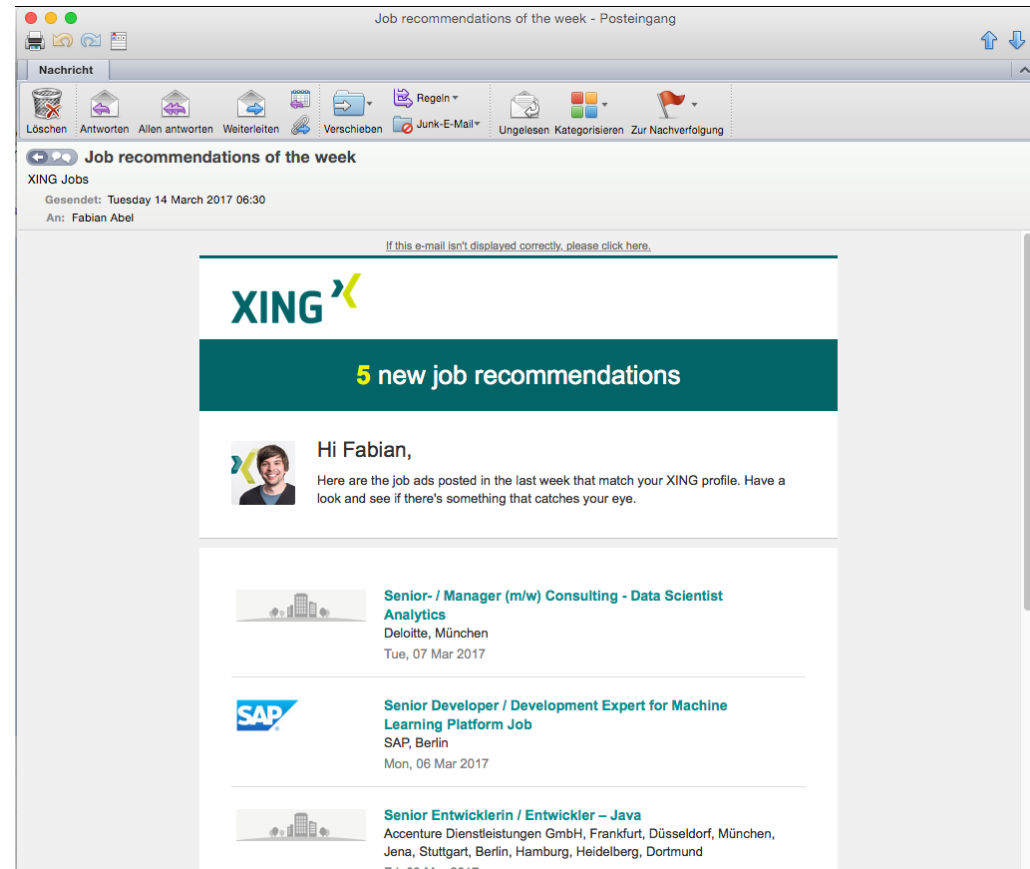 Job recommendations of the week - Posteingang
Nachricht
Regeln
Junk-E-Mail
Löschen Antworten Allen antworten Weiterleiten Verschieben Ungelesen Kategorisieren Zur Nachverfolgung
Job recommendations of the week
XING Jobs
Gesendet: Tuesday 14 March 2017 06:30
An: Fabian Abel
If this e-mail isn't displayed correctly, please click here.
XING
5 new job recommendations
Hi Fabian,
Here are the job ads posted in the last week that match your XING profile. Have a
look and see if there's something that catches your eye.
Senior- / Manager (m/w) Consulting - Data Scientist
Analytics
Deloitte, München
Tue, 07 Mar 2017
SAP
Senior Developer / Development Expert for Machine
Learning Platform Job
SAP, Berlin
Mon, 06 Mar 2017
Senior Entwicklerin / Entwickler – Java
Accenture Dienstleistungen GmbH, Frankfurt, Düsseldorf, München,
Jena, Stuttgart, Berlin, Hamburg, Heidelberg, Dortmund